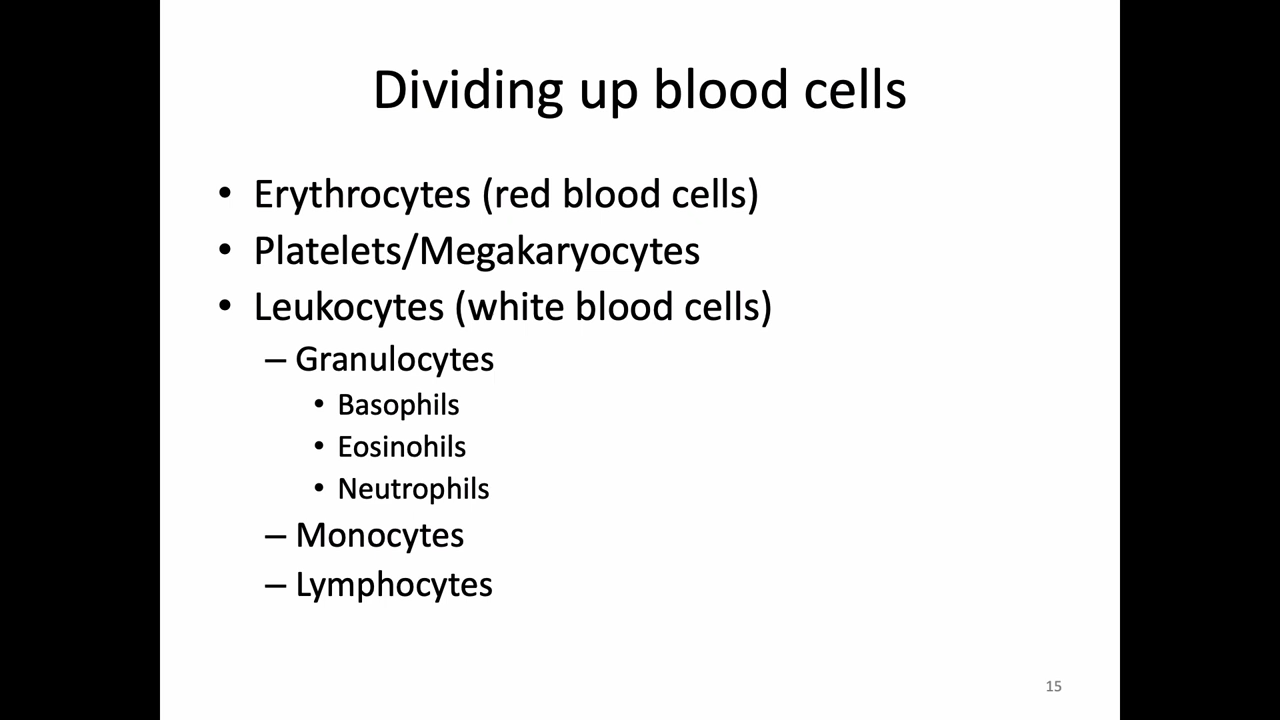 Dividing up blood cells
• Erythrocytes (red blood cells)
• Platelets/Megakaryocytes
• Leukocytes (white blood cells)
– Granulocytes
• Basophils
• Eosinohils
• Neutrophils
– Monocytes
– Lymphocytes
15